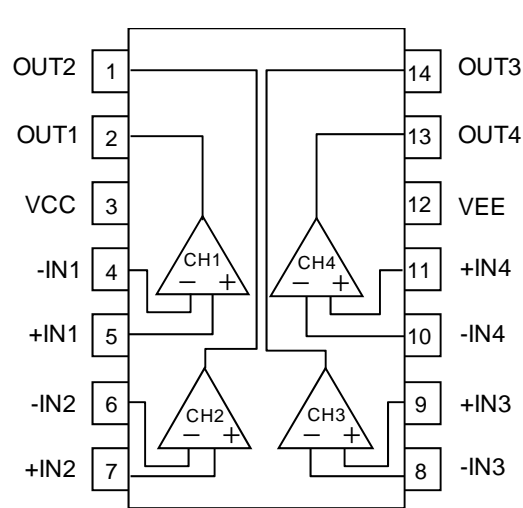 OUT2 1 14 OUT3
OUT1 2 13 OUT4
VCC 3 12 VEE
-IN1 4 CH1 - + CH4 - + 11 +IN4
+IN1 5 10 -IN4
-IN2 6 CH2 - + CH3 - + 9 +IN3
+IN2 7 8 -IN3